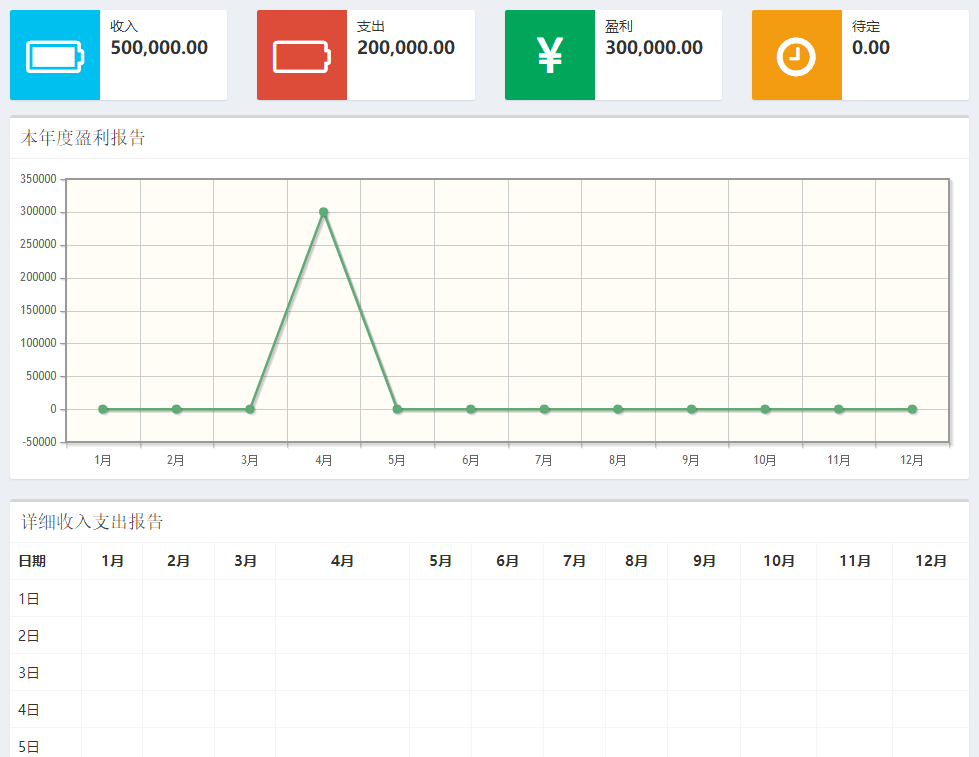 收入
500,000.00
支出
200,000.00
¥
盈利
300,000.00
待定
0.00
本年度盈利报告
350000
300000
250000
200000
150000
100000
50000
0
-50000
1月 2月 3月 4月 5月 6月 7月 8月 9月 10月 11月 12月
详细收入支出报告
日期 1月 2月 3月 4月 5月 6月 7月 8月 9月 10月 11月 12月
1日
2日
3日
4日
5日